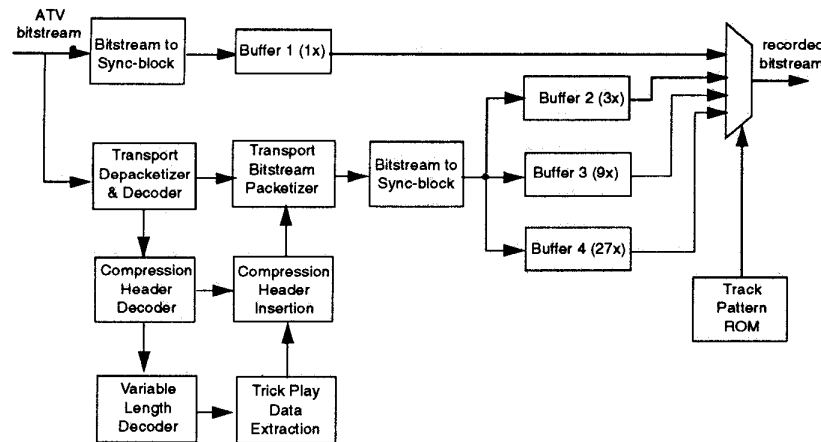 ATV
bitstream
Bitstream to
Sync-block
Buffer 1 (1x)
recorded
bitstream
Buffer 2 (3x)
Transport
Depacketizer
& Decoder
Transport
Bitstream
Packetizer
Bitstream to
Sync-block
Buffer 3 (9x)
Buffer 4 (27x)
Compression
Header
Decoder
Compression
Header
Insertion
Track
Pattern
ROM
Variable
Length
Decoder
Trick Play
Data
Extraction